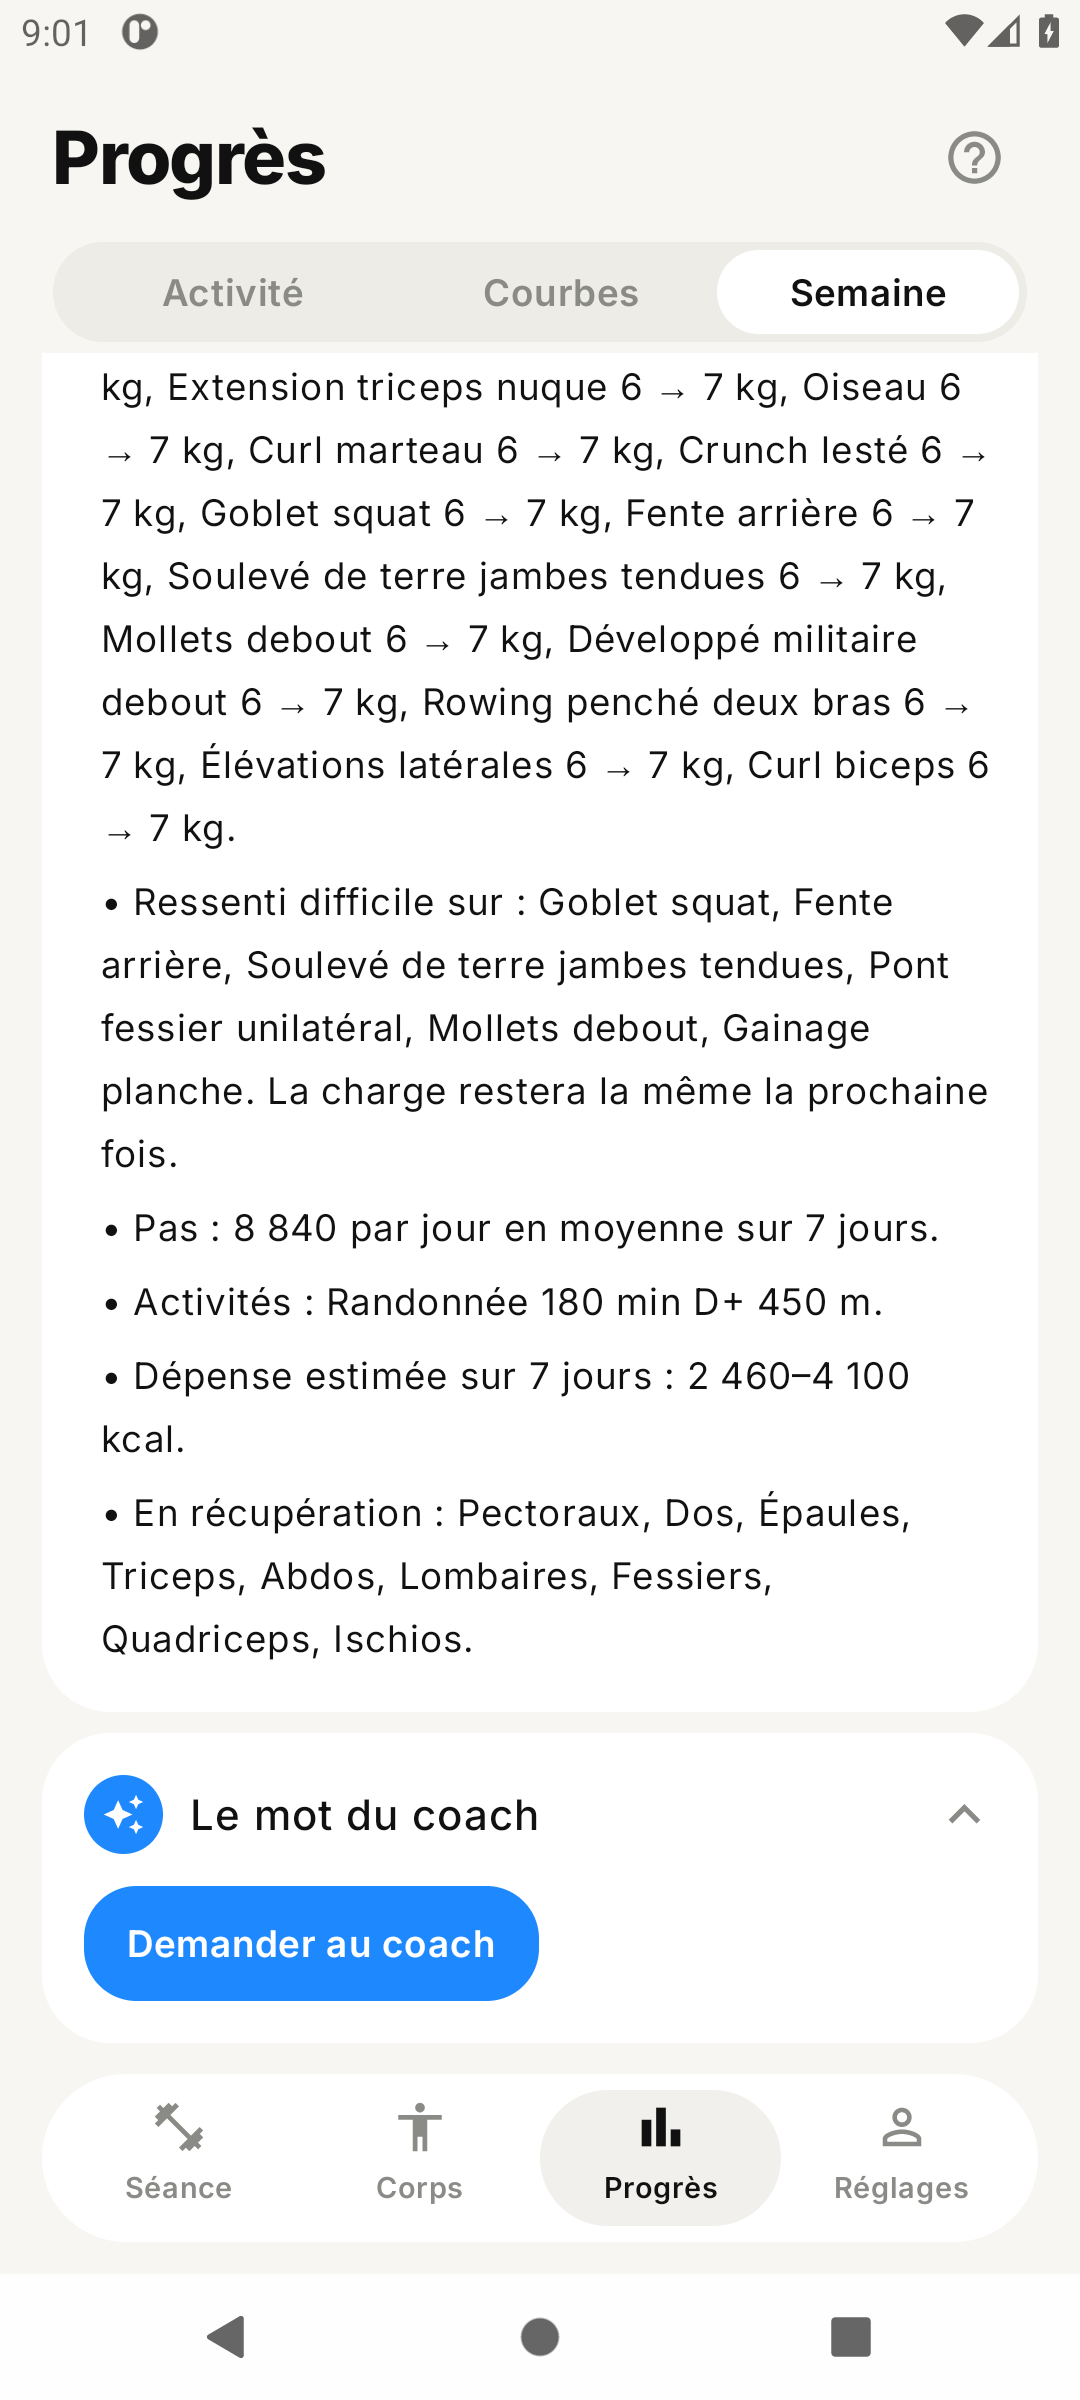 9:01
Progrès
Activité
Courbes
Semaine
kg, Extension triceps nuque 6 → 7 kg, Oiseau 6
→ 7 kg, Curl marteau 6 → 7 kg, Crunch lesté 6 →
7 kg, Goblet squat 6 → 7 kg, Fente arrière 6 → 7
kg, Soulevé de terre jambes tendues 6 → 7 kg,
Mollets debout 6 → 7 kg, Développé militaire
debout 6 → 7 kg, Rowing penché deux bras 6 →
7 kg, Élévations latérales 6 → 7 kg, Curl biceps 6
→ 7 kg.
• Ressenti difficile sur : Goblet squat, Fente
arrière, Soulevé de terre jambes tendues, Pont
fessier unilatéral, Mollets debout, Gainage
planche. La charge restera la même la prochaine
fois.
• Pas : 8 840 par jour en moyenne sur 7 jours.
• Activités : Randonnée 180 min D+ 450 m.
• Dépense estimée sur 7 jours : 2 460–4 100
kcal.
• En récupération : Pectoraux, Dos, Épaules,
Triceps, Abdos, Lombaires, Fessiers,
Quadriceps, Ischios.
Le mot du coach
Demander au coach
Séance
Corps
Progrès
Réglages